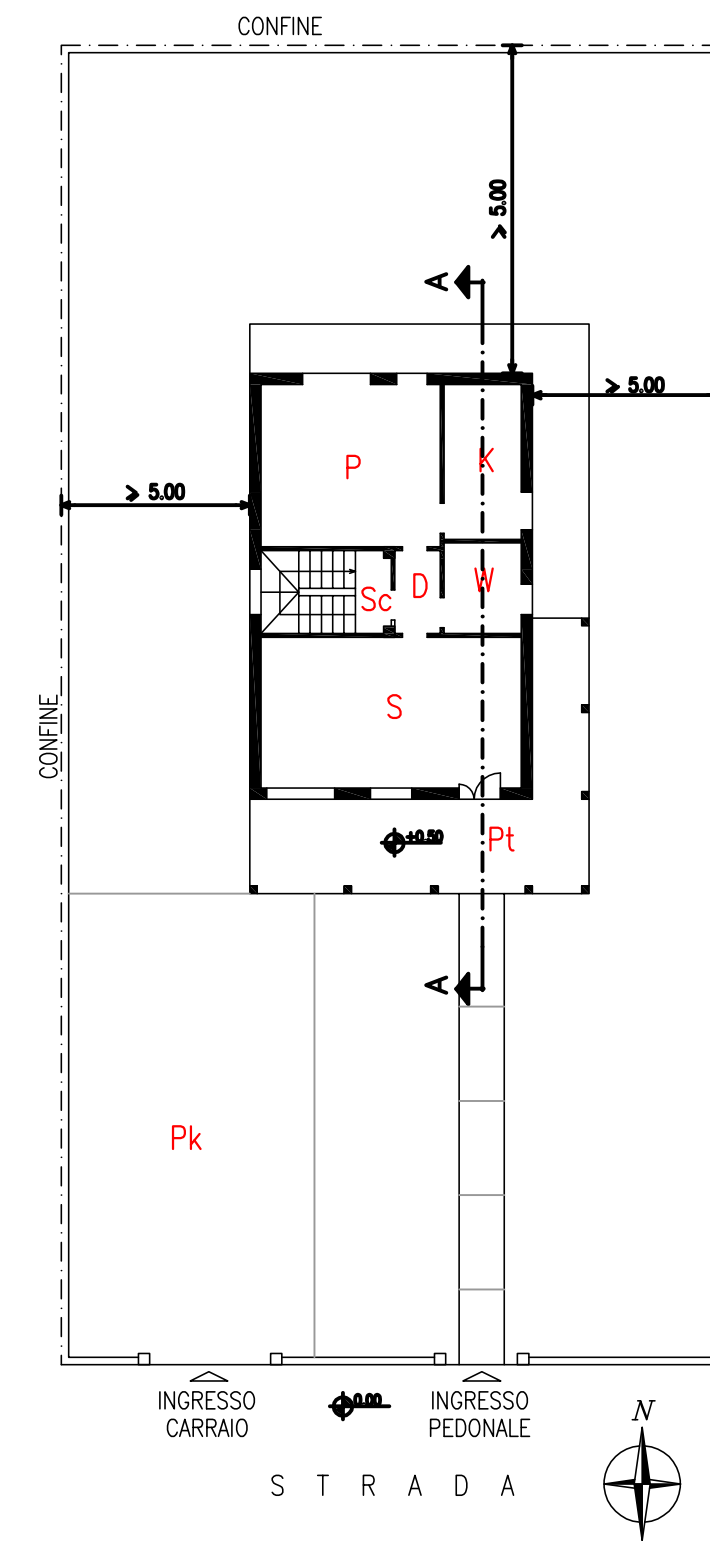 CONFINE
> 5.00
A
> 5.00
P
K
> 5.00
Sc
D
W
S
CONFINE
+0.50
Pt
A
Pk
INGRESSO
CARRAIO
0.00
INGRESSO
PEDONALE
N
S T R A D A